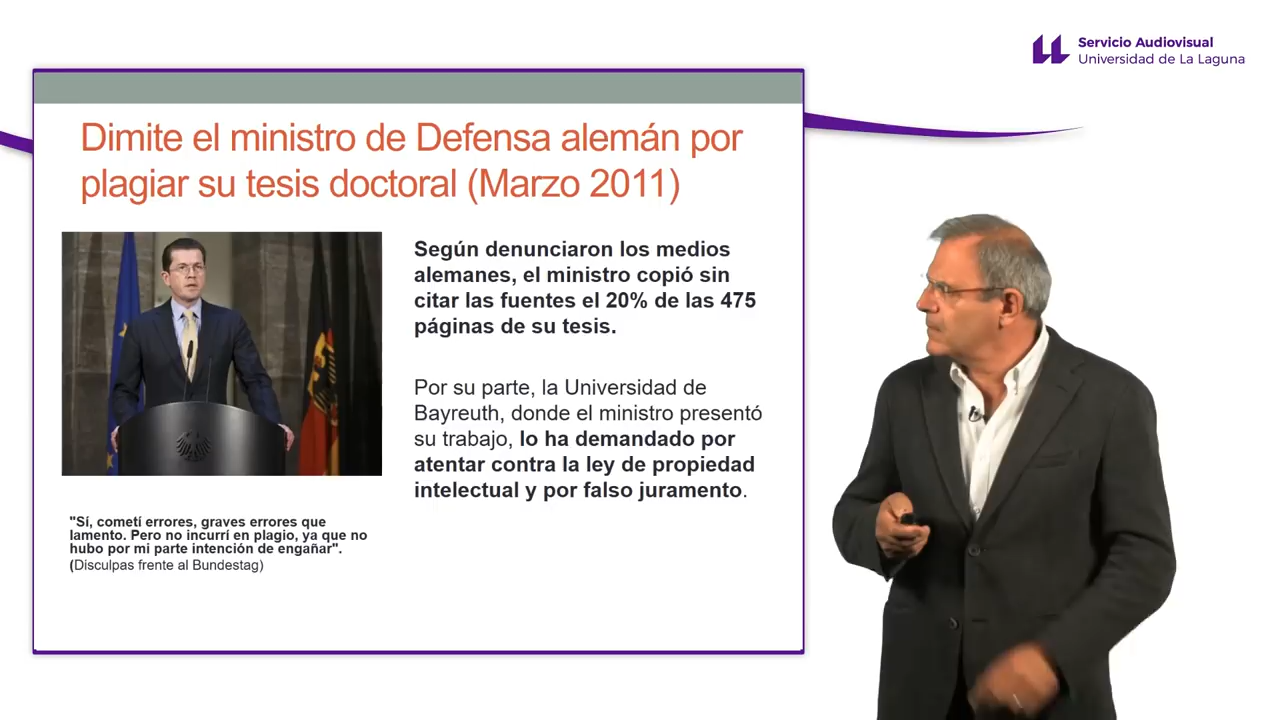 Servicio Audiovisual
Universidad de La Laguna
Dimite el ministro de Defensa alemán por
plagiar su tesis doctoral (Marzo 2011)
Según denunciaron los medios
alemanes, el ministro copió sin
citar las fuentes el 20% de las 475
páginas de su tesis.
Por su parte, la Universidad de
Bayreuth, donde el ministro presentó
su trabajo, lo ha demandado por
atentar contra la ley de propiedad
intelectual y por falso juramento.
"Sí, cometí errores, graves errores que
lamento. Pero no incurrí en plagio, ya que no
hubo por mi parte intención de engañar".
(Disculpas frente al Bundestag)